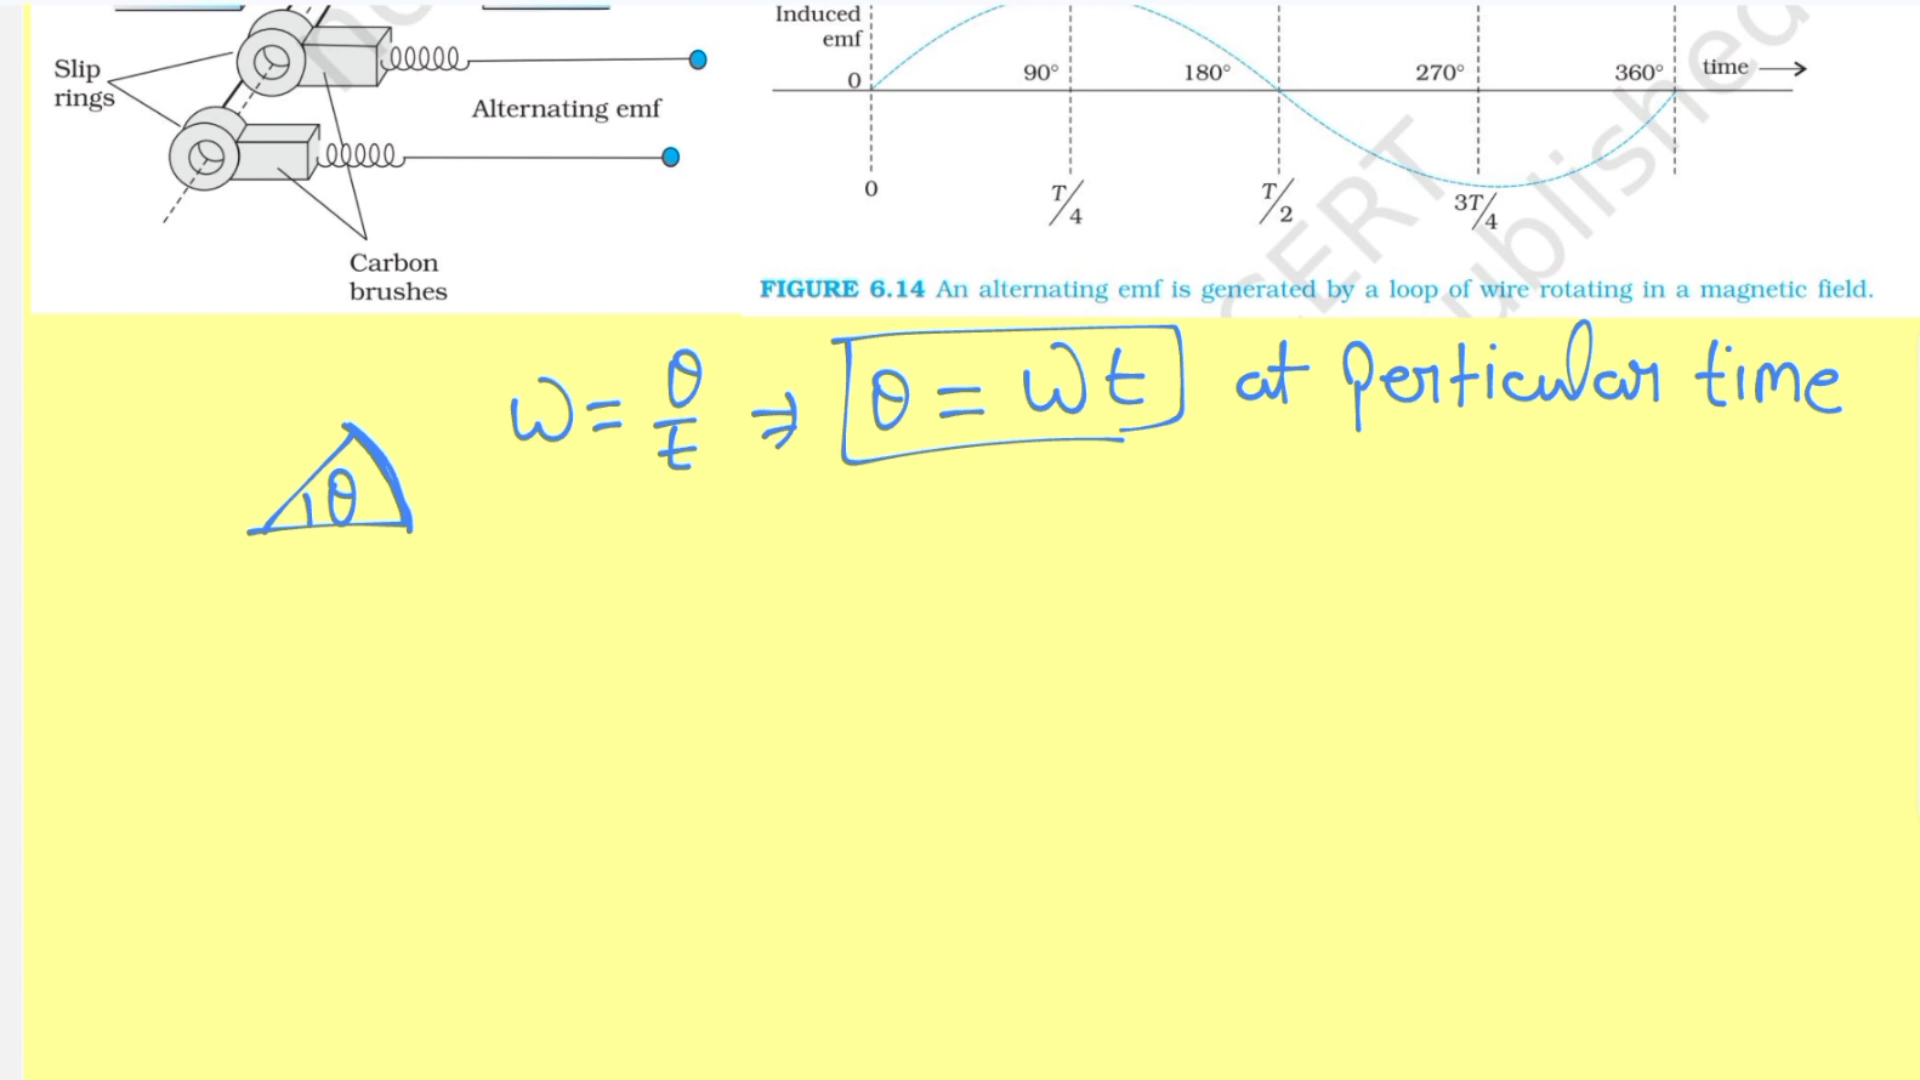 Slip
rings
Alternating emf
Carbon
brushes
Induced
emf
0
90°
180°
270°
360°
time
0
T/4
T/2
3T/4
CERT
ublished
FIGURE 6.14 An alternating emf is generated by a loop of wire rotating in a magnetic field.
ω = θ/t ⇒ θ = ωt at perticular time
θ